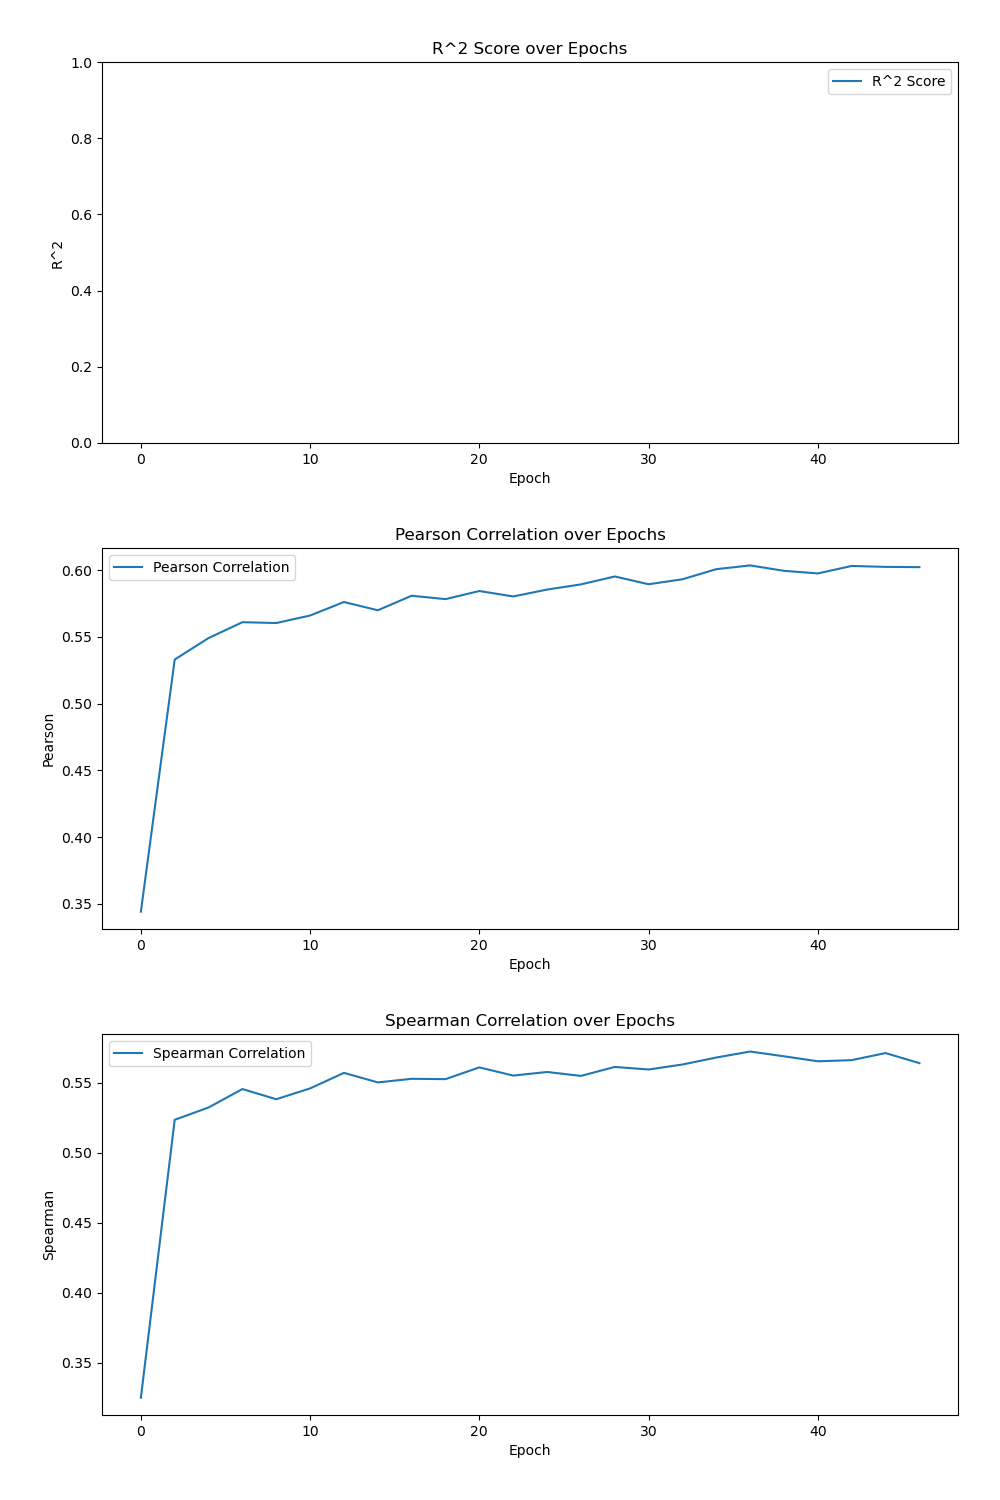 R^2 Score over Epochs
1.0
R^2 Score
0.8
0.6
R^2
0.4
0.2
0.0
0 10 20 30 40
Epoch
Pearson Correlation over Epochs
Pearson Correlation
0.60
0.55
0.50
Pearson
0.45
0.40
0.35
0 10 20 30 40
Epoch
Spearman Correlation over Epochs
Spearman Correlation
0.55
0.50
Spearman
0.45
0.40
0.35
0 10 20 30 40
Epoch